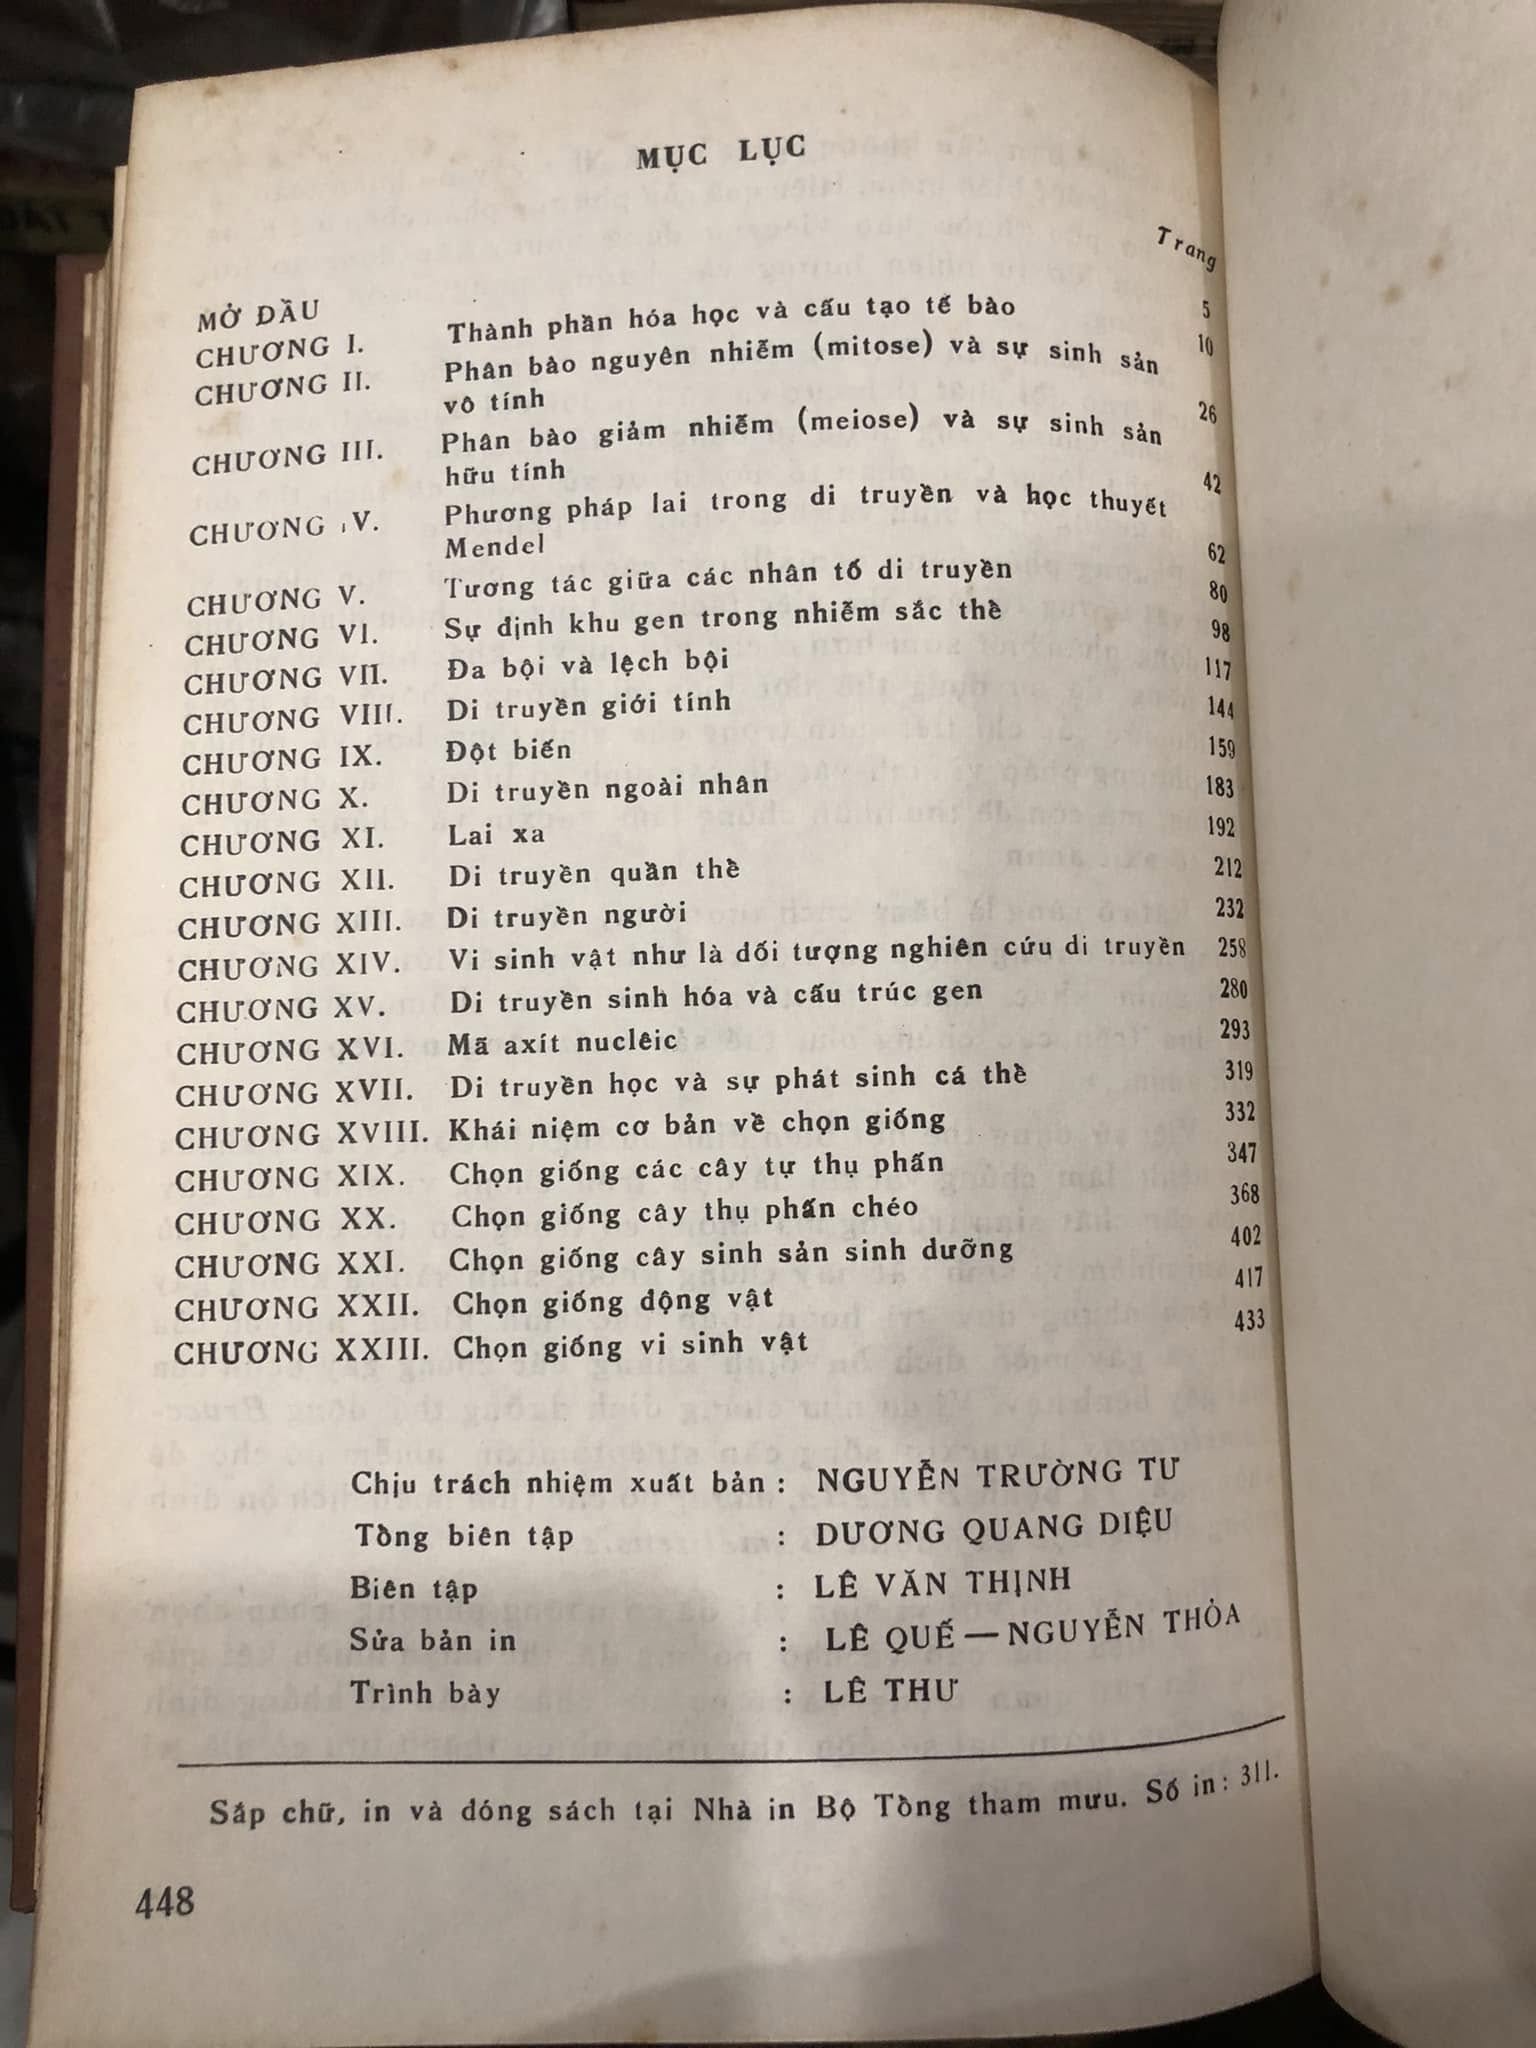 MỤC LỤC
Trang
MỞ ĐẦU 5
CHƯƠNG I. Thành phần hóa học và cấu tạo tế bào 10
CHƯƠNG II. Phân bào nguyên nhiễm (mitose) và sự sinh sản
vô tính 26
CHƯƠNG III. Phân bào giảm nhiễm (meiose) và sự sinh sản
hữu tính 42
CHƯƠNG IV. Phương pháp lai trong di truyền và học thuyết
Mendel 62
CHƯƠNG V. Tương tác giữa các nhân tố di truyền 80
CHƯƠNG VI. Sự định khu gen trong nhiễm sắc thể 98
CHƯƠNG VII. Đa bội và lệch bội 117
CHƯƠNG VIII. Di truyền giới tính 144
CHƯƠNG IX. Đột biến 159
CHƯƠNG X. Di truyền ngoài nhân 183
CHƯƠNG XI. Lai xa 192
CHƯƠNG XII. Di truyền quần thể 212
CHƯƠNG XIII. Di truyền người 232
CHƯƠNG XIV. Vi sinh vật như là dối tượng nghiên cứu di truyền 258
CHƯƠNG XV. Di truyền sinh hóa và cấu trúc gen 280
CHƯƠNG XVI. Mã axít nuclêic 293
CHƯƠNG XVII. Di truyền học và sự phát sinh cá thể 319
CHƯƠNG XVIII. Khái niệm cơ bản về chọn giống 332
CHƯƠNG XIX. Chọn giống các cây tự thụ phấn 347
CHƯƠNG XX. Chọn giống cây thụ phấn chéo 368
CHƯƠNG XXI. Chọn giống cây sinh sản sinh dưỡng 402
CHƯƠNG XXII. Chọn giống động vật 417
CHƯƠNG XXIII. Chọn giống vi sinh vật 433
Chịu trách nhiệm xuất bản : NGUYỄN TRƯỜNG TƯ
Tổng biên tập : DƯƠNG QUANG DIỆU
Biên tập : LÊ VĂN THỊNH
Sửa bản in : LÊ QUẾ — NGUYỄN THỎA
Trình bày : LÊ THƯ
Sắp chữ, in và dóng sách tại Nhà in Bộ Tổng tham mưu. Số in: 311.
448